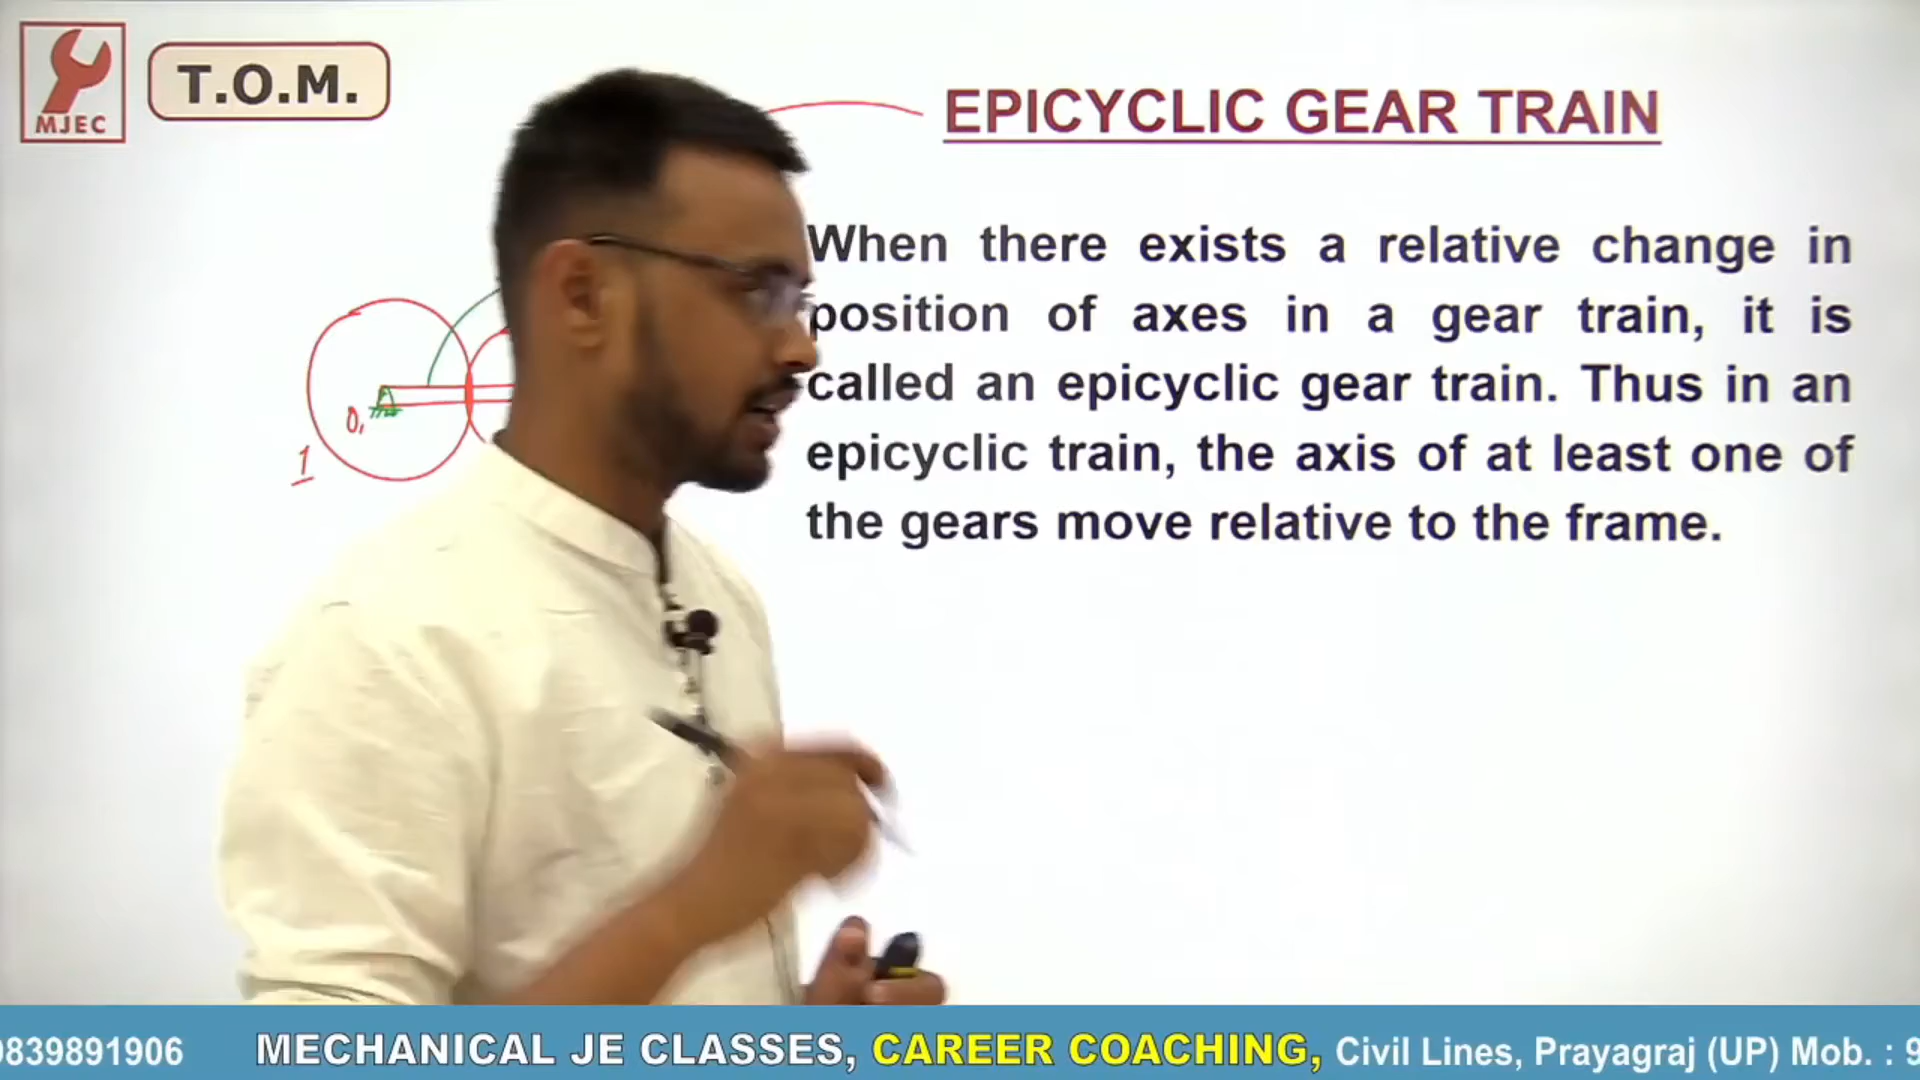 MJEC
T.O.M.
EPICYCLIC GEAR TRAIN
When there exists a relative change in
position of axes in a gear train, it is
called an epicyclic gear train. Thus in an
epicyclic train, the axis of at least one of
the gears move relative to the frame.
O₁
1
9839891906 MECHANICAL JE CLASSES, CAREER COACHING, Civil Lines, Prayagraj (UP) Mob. : 9